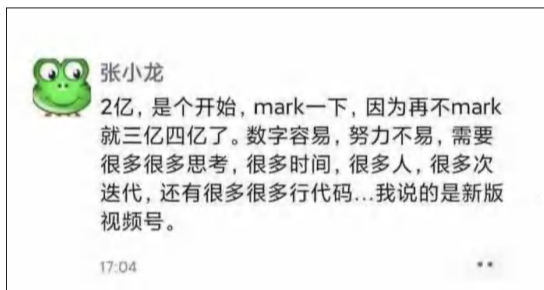 张小龙
2亿，是个开始，mark一下，因为再不mark
就三亿四亿了。数字容易，努力不易，需要
很多很多思考，很多时间，很多人，很多次
迭代，还有很多很多行代码...我说的是新版
视频号。
17:04